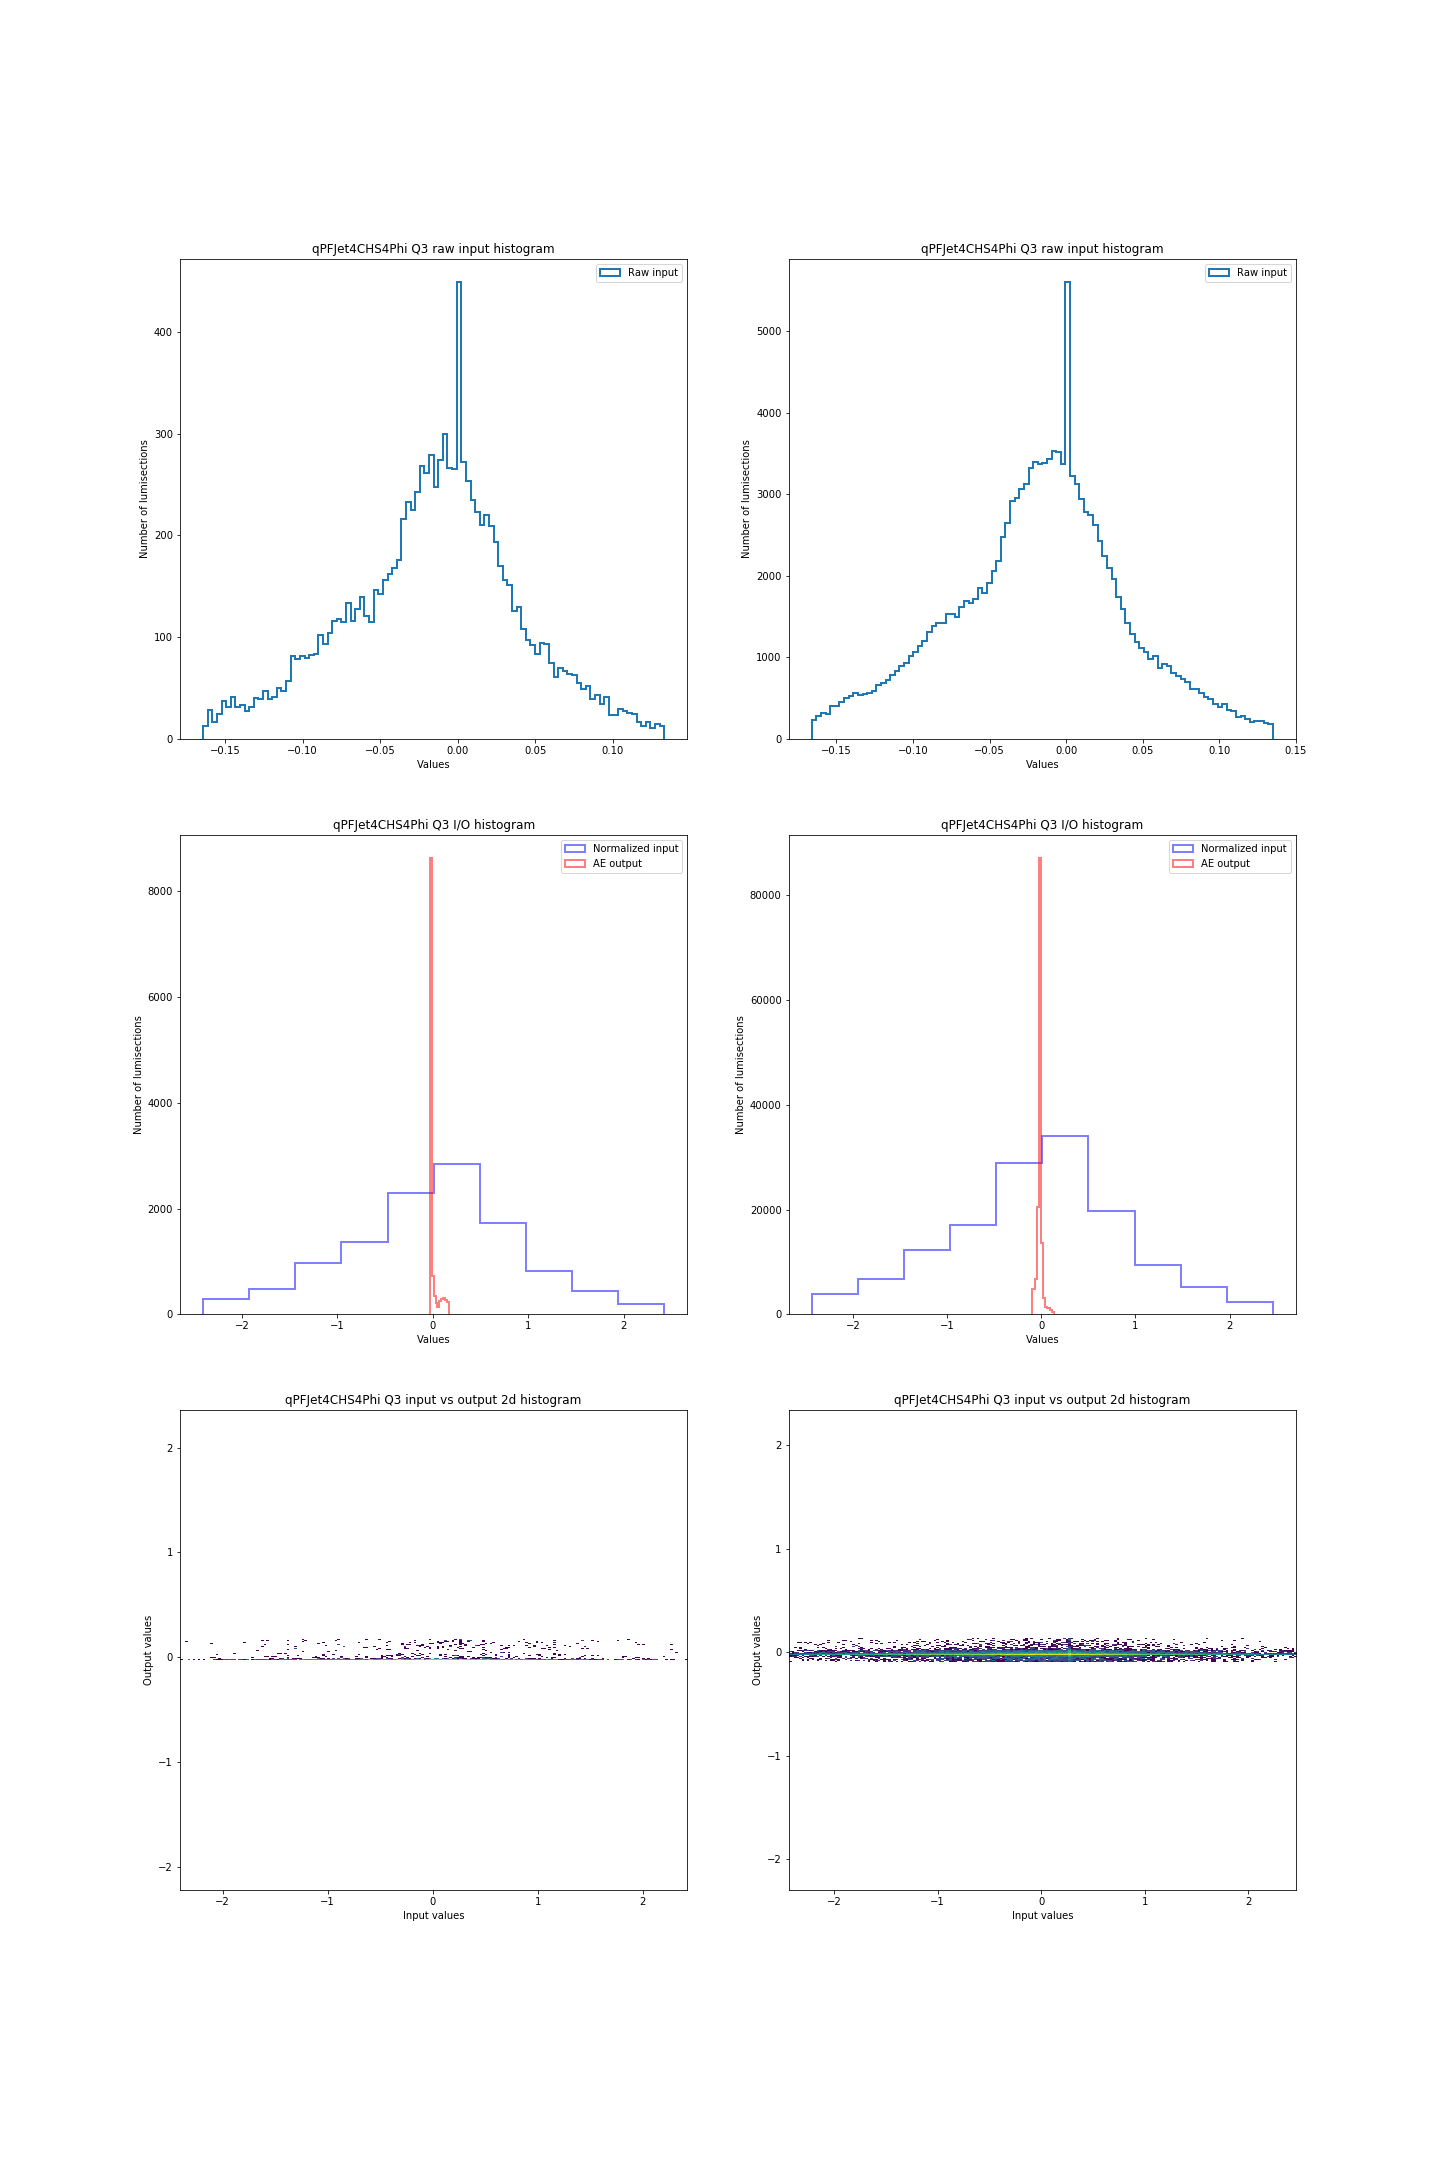 qPFJet4CHS4Phi Q3 raw input histogram
Raw input
Number of lumisections
400
300
200
100
0
−0.15 −0.10 −0.05 0.00 0.05 0.10
Values
qPFJet4CHS4Phi Q3 raw input histogram
Raw input
Number of lumisections
5000
4000
3000
2000
1000
0
−0.15 −0.10 −0.05 0.00 0.05 0.10 0.15
Values
qPFJet4CHS4Phi Q3 I/O histogram
Normalized input
AE output
Number of lumisections
8000
6000
4000
2000
0
−2 −1 0 1 2
Values
qPFJet4CHS4Phi Q3 I/O histogram
Normalized input
AE output
Number of lumisections
80000
60000
40000
20000
0
−2 −1 0 1 2
Values
qPFJet4CHS4Phi Q3 input vs output 2d histogram
Output values
2
1
0
−1
−2
−2 −1 0 1 2
Input values
qPFJet4CHS4Phi Q3 input vs output 2d histogram
Output values
2
1
0
−1
−2
−2 −1 0 1 2
Input values